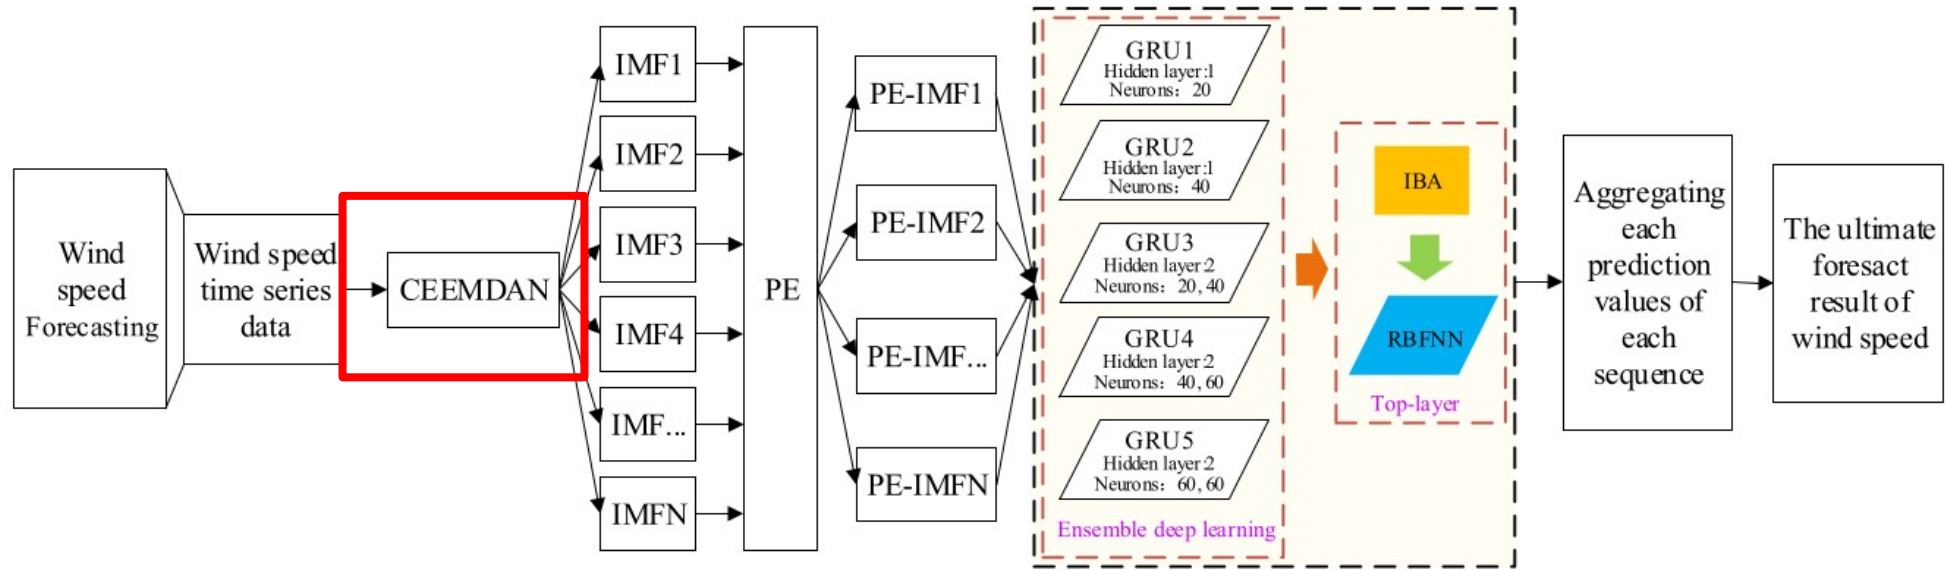 Wind
speed
Forecasting
Wind speed
time series
data
CEEMDAN
IMF1
IMF2
IMF3
IMF4
IMF...
IMFN
PE
PE-IMF1
PE-IMF2
PE-IMF...
PE-IMFN
GRU1
Hidden layer:1
Neurons: 20
GRU2
Hidden layer:1
Neurons: 40
GRU3
Hidden layer:2
Neurons: 20, 40
GRU4
Hidden layer:2
Neurons: 40, 60
GRU5
Hidden layer:2
Neurons: 60, 60
Ensemble deep learning
IBA
RBFNN
Top-layer
Aggregating
each
prediction
values of
each
sequence
The ultimate
foresact
result of
wind speed